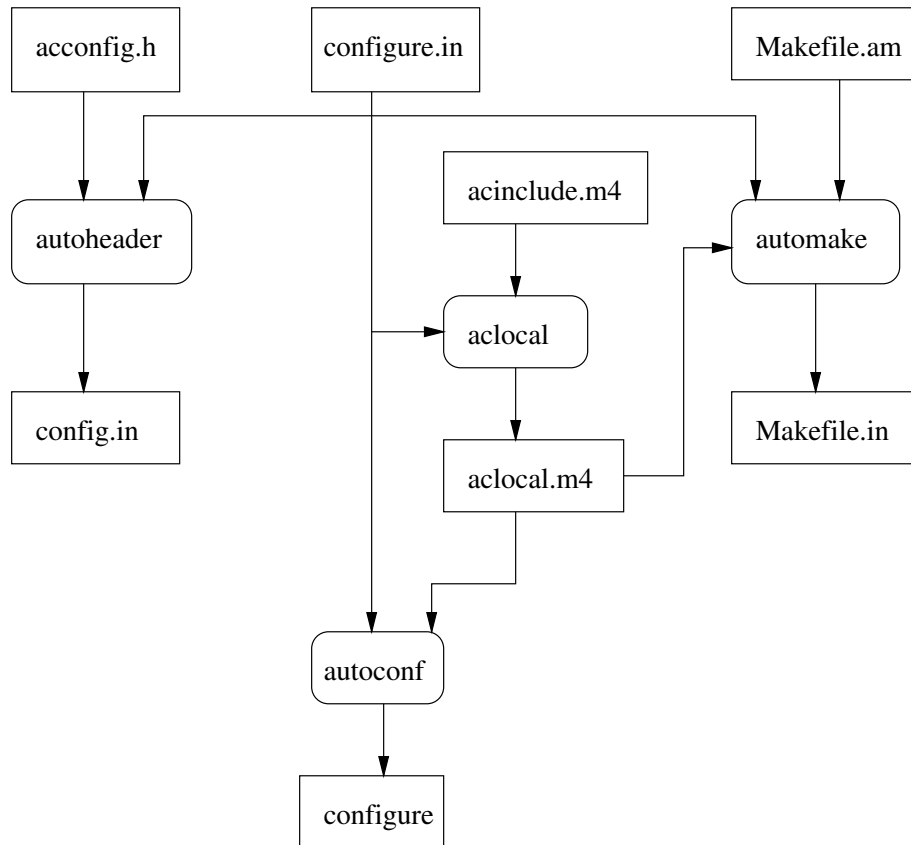 acconfig.h
configure.in
Makefile.am
acinclude.m4
autoheader
automake
aclocal
config.in
Makefile.in
aclocal.m4
autoconf
configure